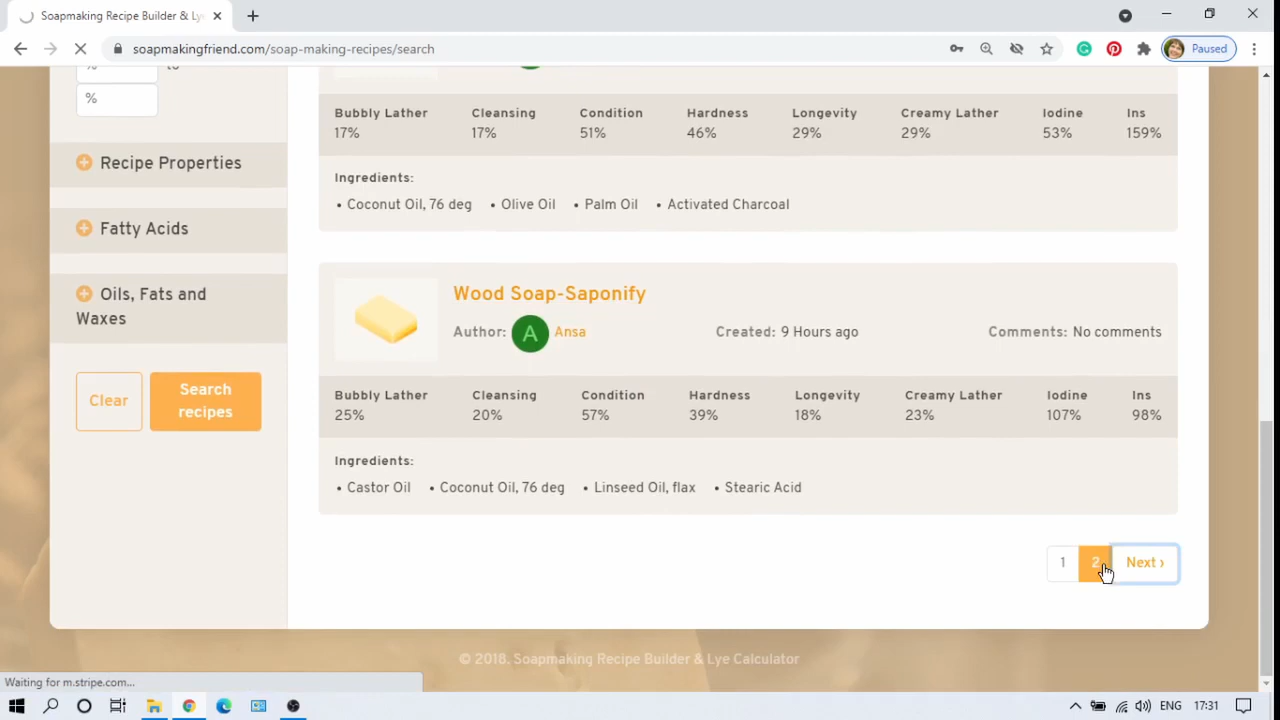 Soapmaking Recipe Builder & Ly
soapmakingfriend.com/soap-making-recipes/search
Paused
% to
%
Recipe Properties
Fatty Acids
Oils, Fats and
Waxes
Clear
Search
recipes
Bubbly Lather Cleansing Condition Hardness Longevity Creamy Lather Iodine Ins
17% 17% 51% 46% 29% 29% 53% 159%
Ingredients:
• Coconut Oil, 76 deg • Olive Oil • Palm Oil • Activated Charcoal
Wood Soap-Saponify
Author: A Ansa Created: 9 Hours ago Comments: No comments
Bubbly Lather Cleansing Condition Hardness Longevity Creamy Lather Iodine Ins
25% 20% 57% 39% 18% 23% 107% 98%
Ingredients:
• Castor Oil • Coconut Oil, 76 deg • Linseed Oil, flax • Stearic Acid
1 2 Next ›
© 2018. Soapmaking Recipe Builder & Lye Calculator
Waiting for m.stripe.com...
ENG 17:31